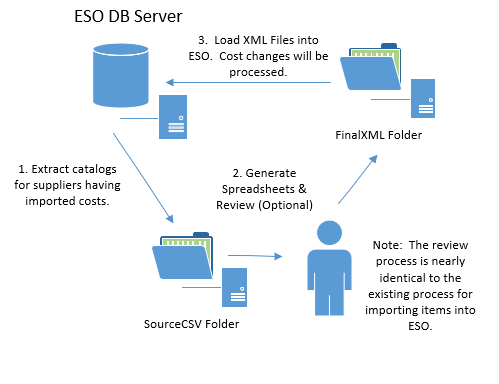 ESO DB Server
3.  Load XML Files into
ESO.  Cost changes will be
processed.
FinalXML Folder
1. Extract catalogs
for suppliers having
imported costs.
2. Generate
Spreadsheets &
Review (Optional)
Note:  The review
process is nearly
identical to the
existing process for
importing items into
ESO.
SourceCSV Folder